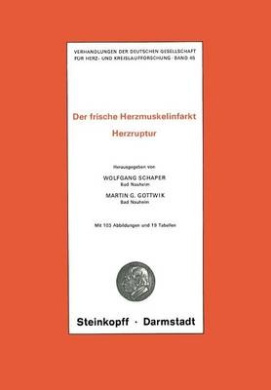 VERHANDLUNGEN DER DEUTSCHEN GESELLSCHAFT
FÜR HERZ- UND KREISLAUFFORSCHUNG · BAND 45
Der frische Herzmuskelinfarkt
Herzruptur
Herausgegeben von
WOLFGANG SCHAPER
Bad Nauheim
MARTIN G. GOTTWIK
Bad Nauheim
Mit 103 Abbildungen und 19 Tabellen
Steinkopff · Darmstadt